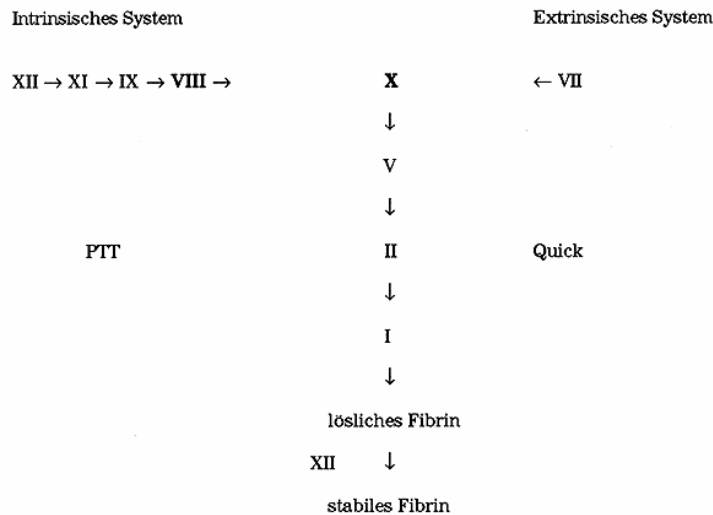 Intrinsisches System Extrinsisches System
XII → XI → IX → VIII → X ← VII
↓
V
↓
PTT II Quick
↓
I
↓
lösliches Fibrin
XII ↓
stabiles Fibrin